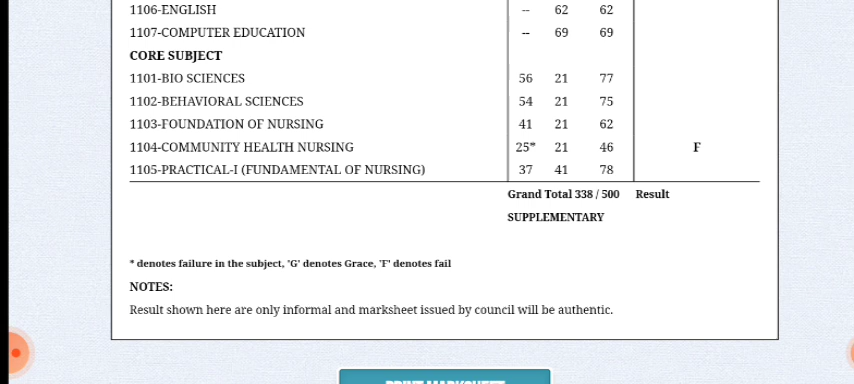 1106-ENGLISH -- 62 62
1107-COMPUTER EDUCATION -- 69 69
CORE SUBJECT
1101-BIO SCIENCES 56 21 77
1102-BEHAVIORAL SCIENCES 54 21 75
1103-FOUNDATION OF NURSING 41 21 62
1104-COMMUNITY HEALTH NURSING 25* 21 46 F
1105-PRACTICAL-I (FUNDAMENTAL OF NURSING) 37 41 78
Grand Total 338 / 500 Result
SUPPLEMENTARY
* denotes failure in the subject, 'G' denotes Grace, 'F' denotes fail
NOTES:
Result shown here are only informal and marksheet issued by council will be authentic.
PRINT MARKSHEET